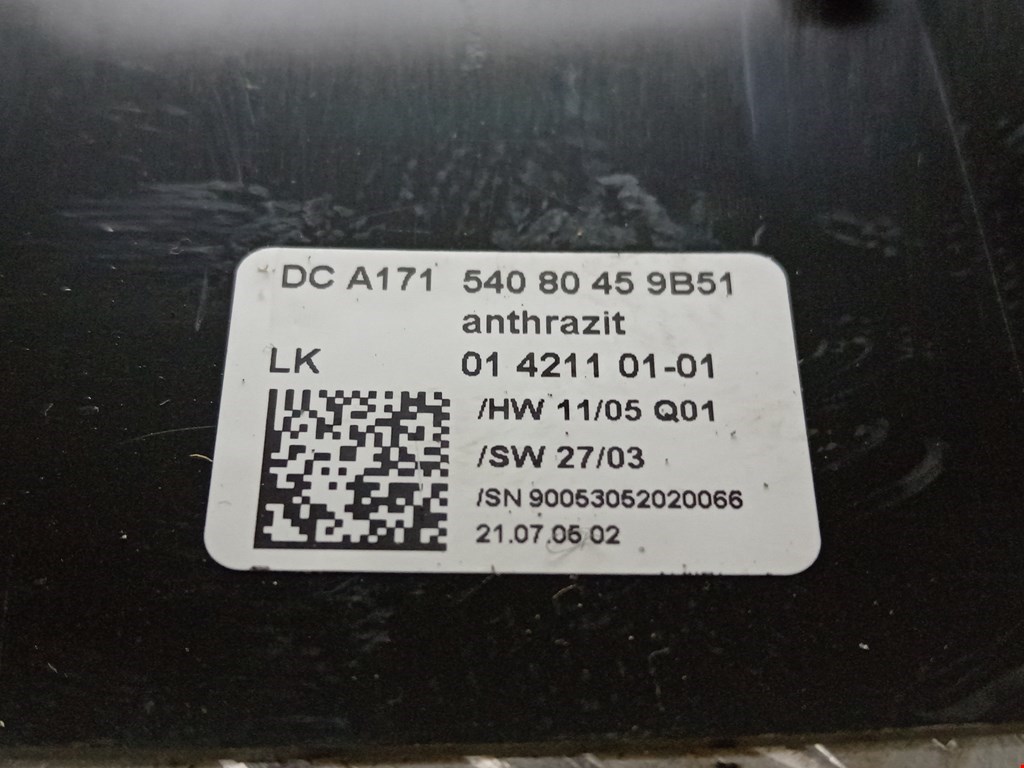 DC A171 540 80 45 9B51
anthrazit
LK 01 4211 01-01
/HW 11/05 Q01
/SW 27/03
/SN 90053052020066
21.07.05 02